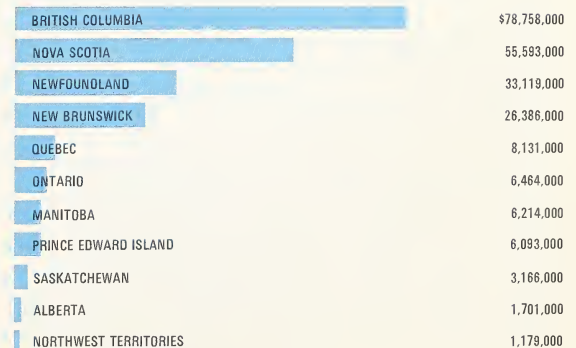 BRITISH COLUMBIA $78,758,000
NOVA SCOTIA 55,593,000
NEWFOUNDLAND 33,119,000
NEW BRUNSWICK 26,386,000
QUEBEC 8,131,000
ONTARIO 6,464,000
MANITOBA 6,214,000
PRINCE EDWARD ISLAND 6,093,000
SASKATCHEWAN 3,166,000
ALBERTA 1,701,000
NORTHWEST TERRITORIES 1,179,000